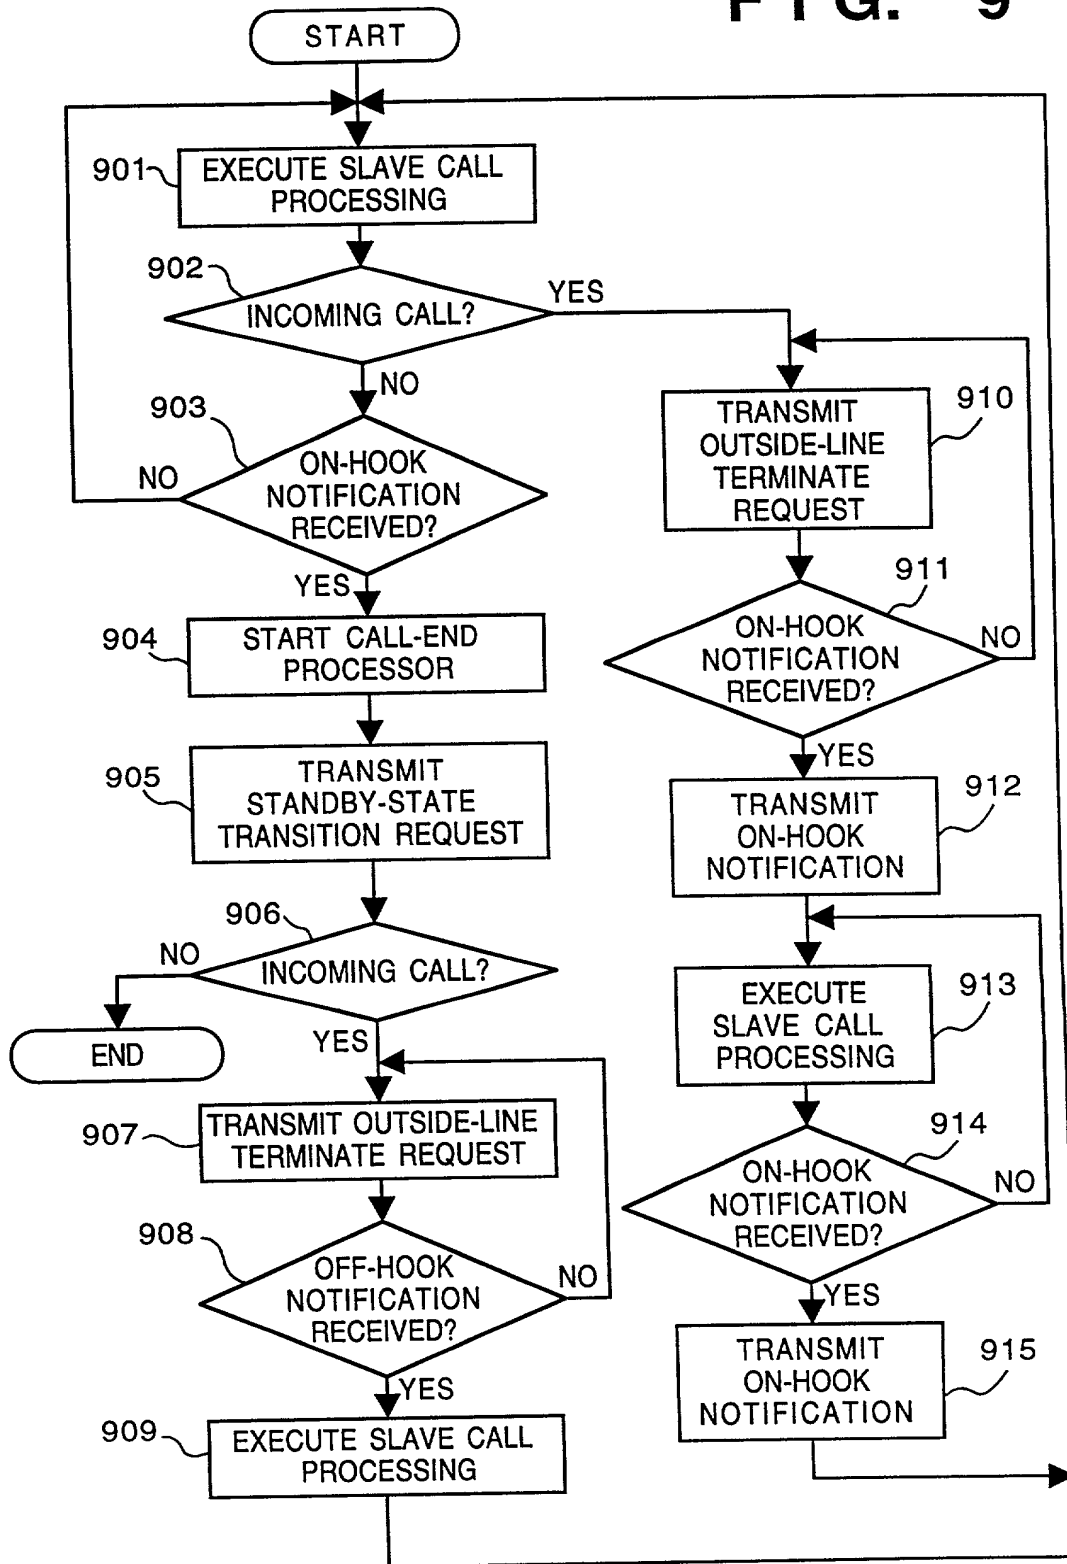 FIG. 9
START
901
EXECUTE SLAVE CALL
PROCESSING
902
INCOMING CALL?
YES
NO
903
ON-HOOK
NOTIFICATION
RECEIVED?
NO
YES
904
START CALL-END
PROCESSOR
905
TRANSMIT
STANDBY-STATE
TRANSITION REQUEST
906
INCOMING CALL?
NO
END
YES
907
TRANSMIT OUTSIDE-LINE
TERMINATE REQUEST
908
OFF-HOOK
NOTIFICATION
RECEIVED?
NO
YES
909
EXECUTE SLAVE CALL
PROCESSING
910
TRANSMIT
OUTSIDE-LINE
TERMINATE
REQUEST
911
ON-HOOK
NOTIFICATION
RECEIVED?
NO
YES
912
TRANSMIT
ON-HOOK
NOTIFICATION
913
EXECUTE
SLAVE CALL
PROCESSING
914
ON-HOOK
NOTIFICATION
RECEIVED?
NO
YES
915
TRANSMIT
ON-HOOK
NOTIFICATION